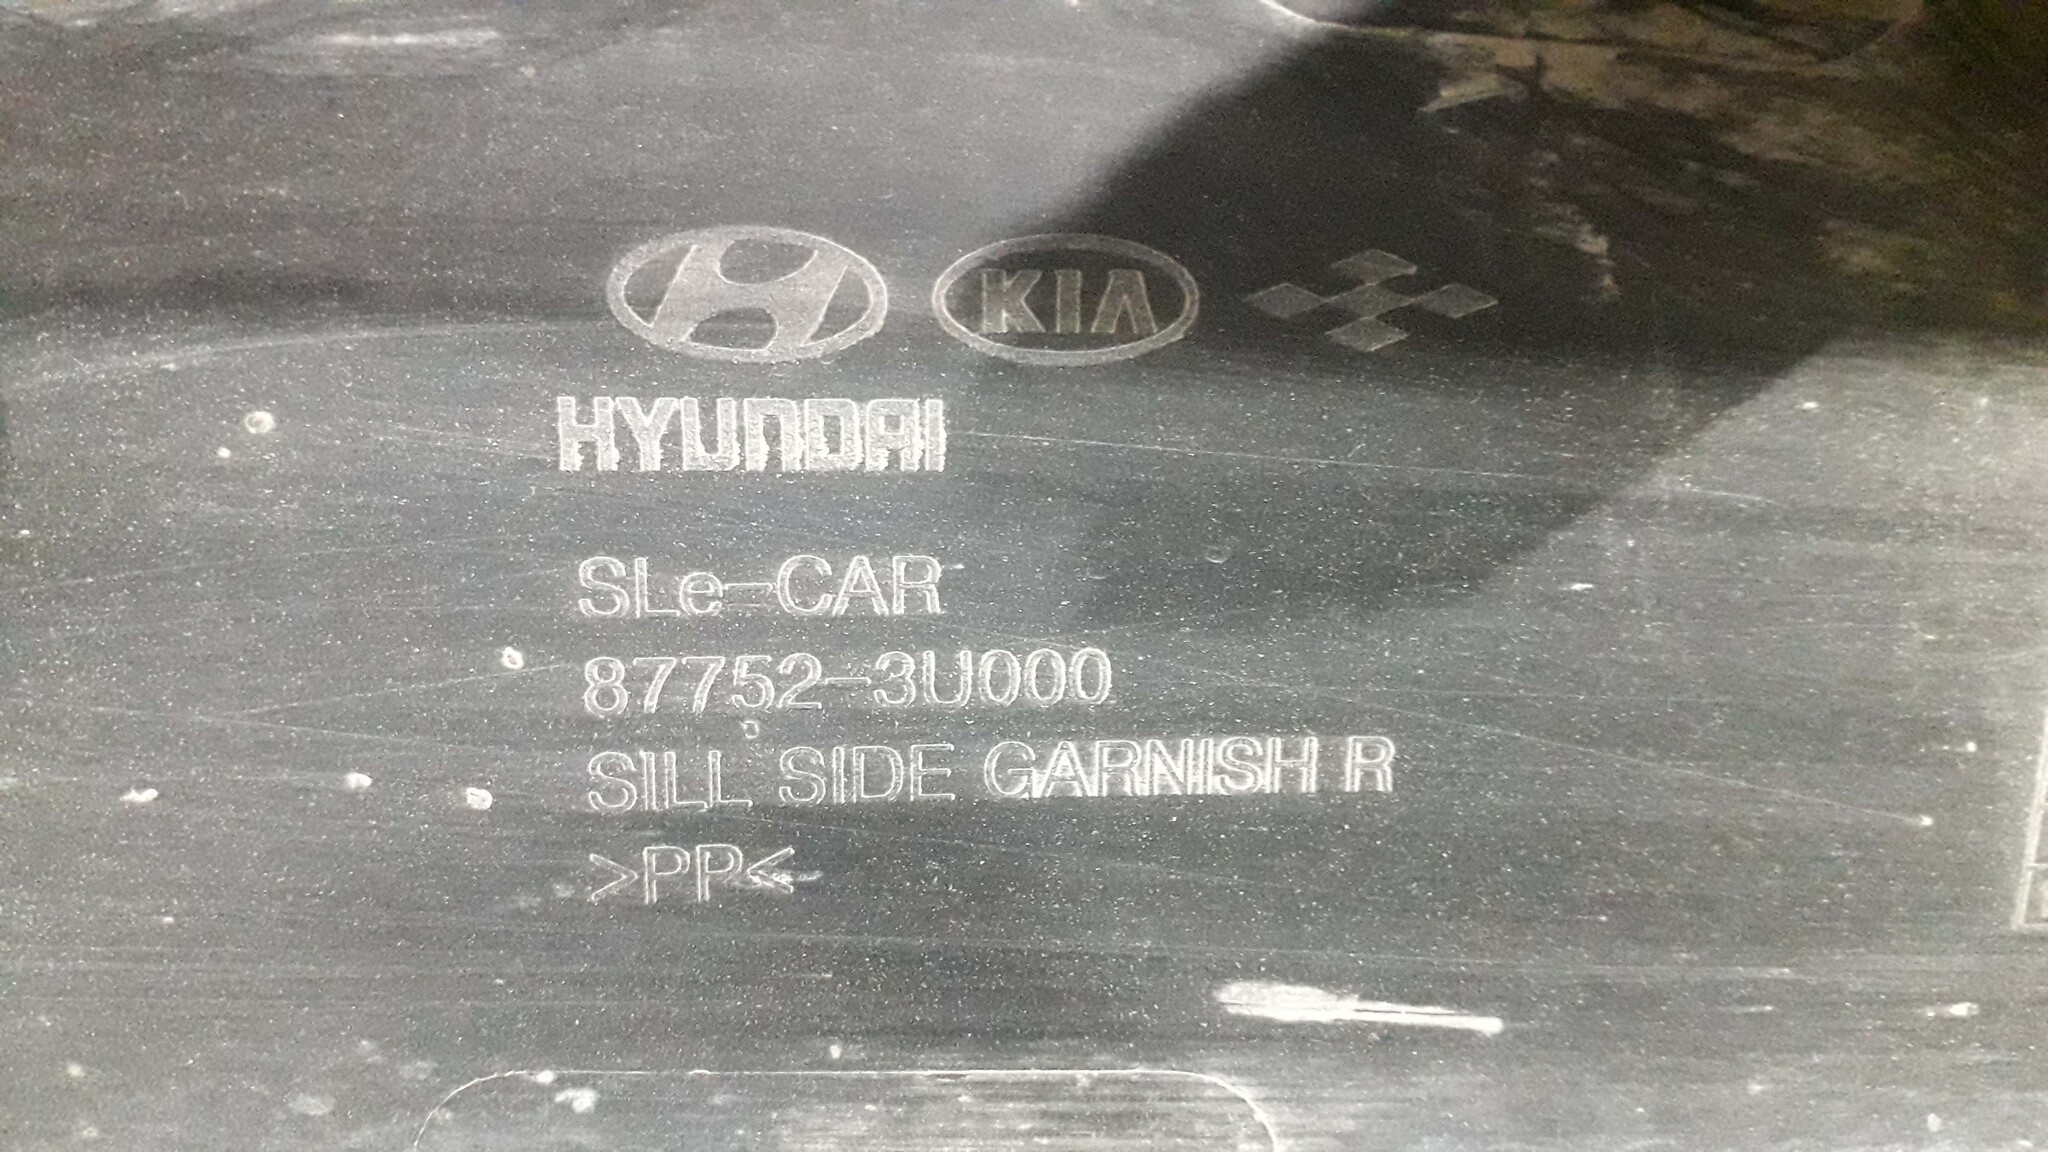 KIA
HYUNDAI
SLe-CAR
87752-3U000
SILL SIDE GARNISH R
>PP<